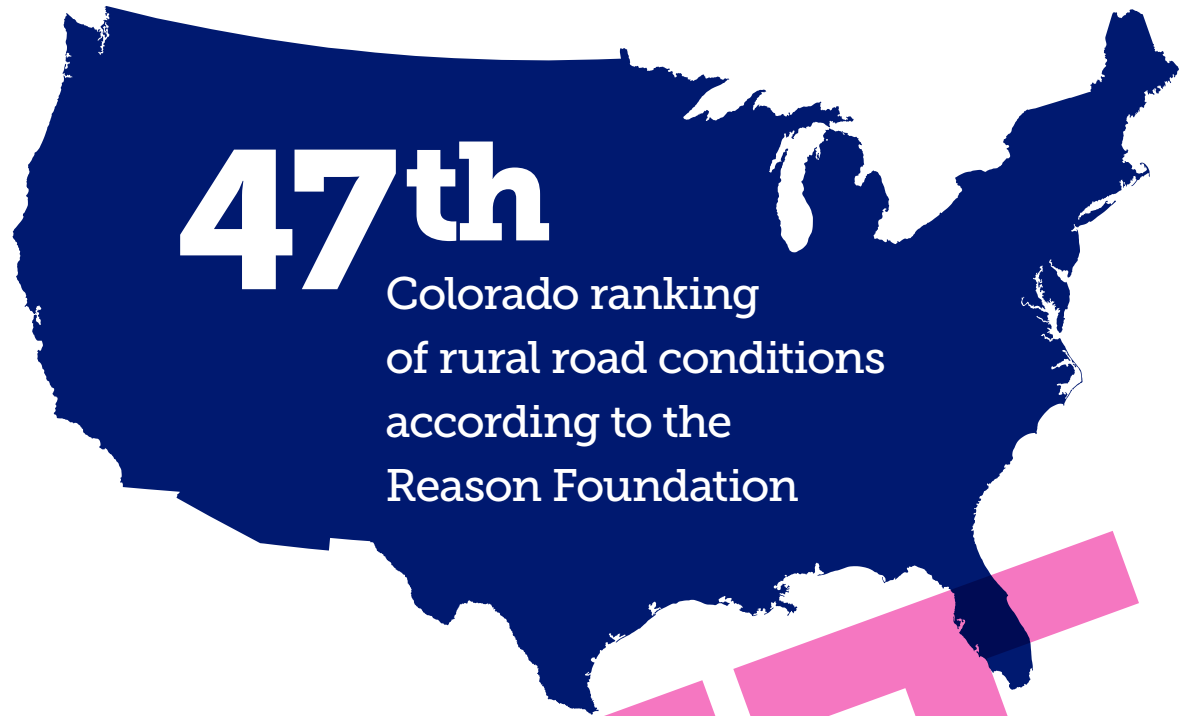 47th
Colorado ranking
of rural road conditions
according to the
Reason Foundation